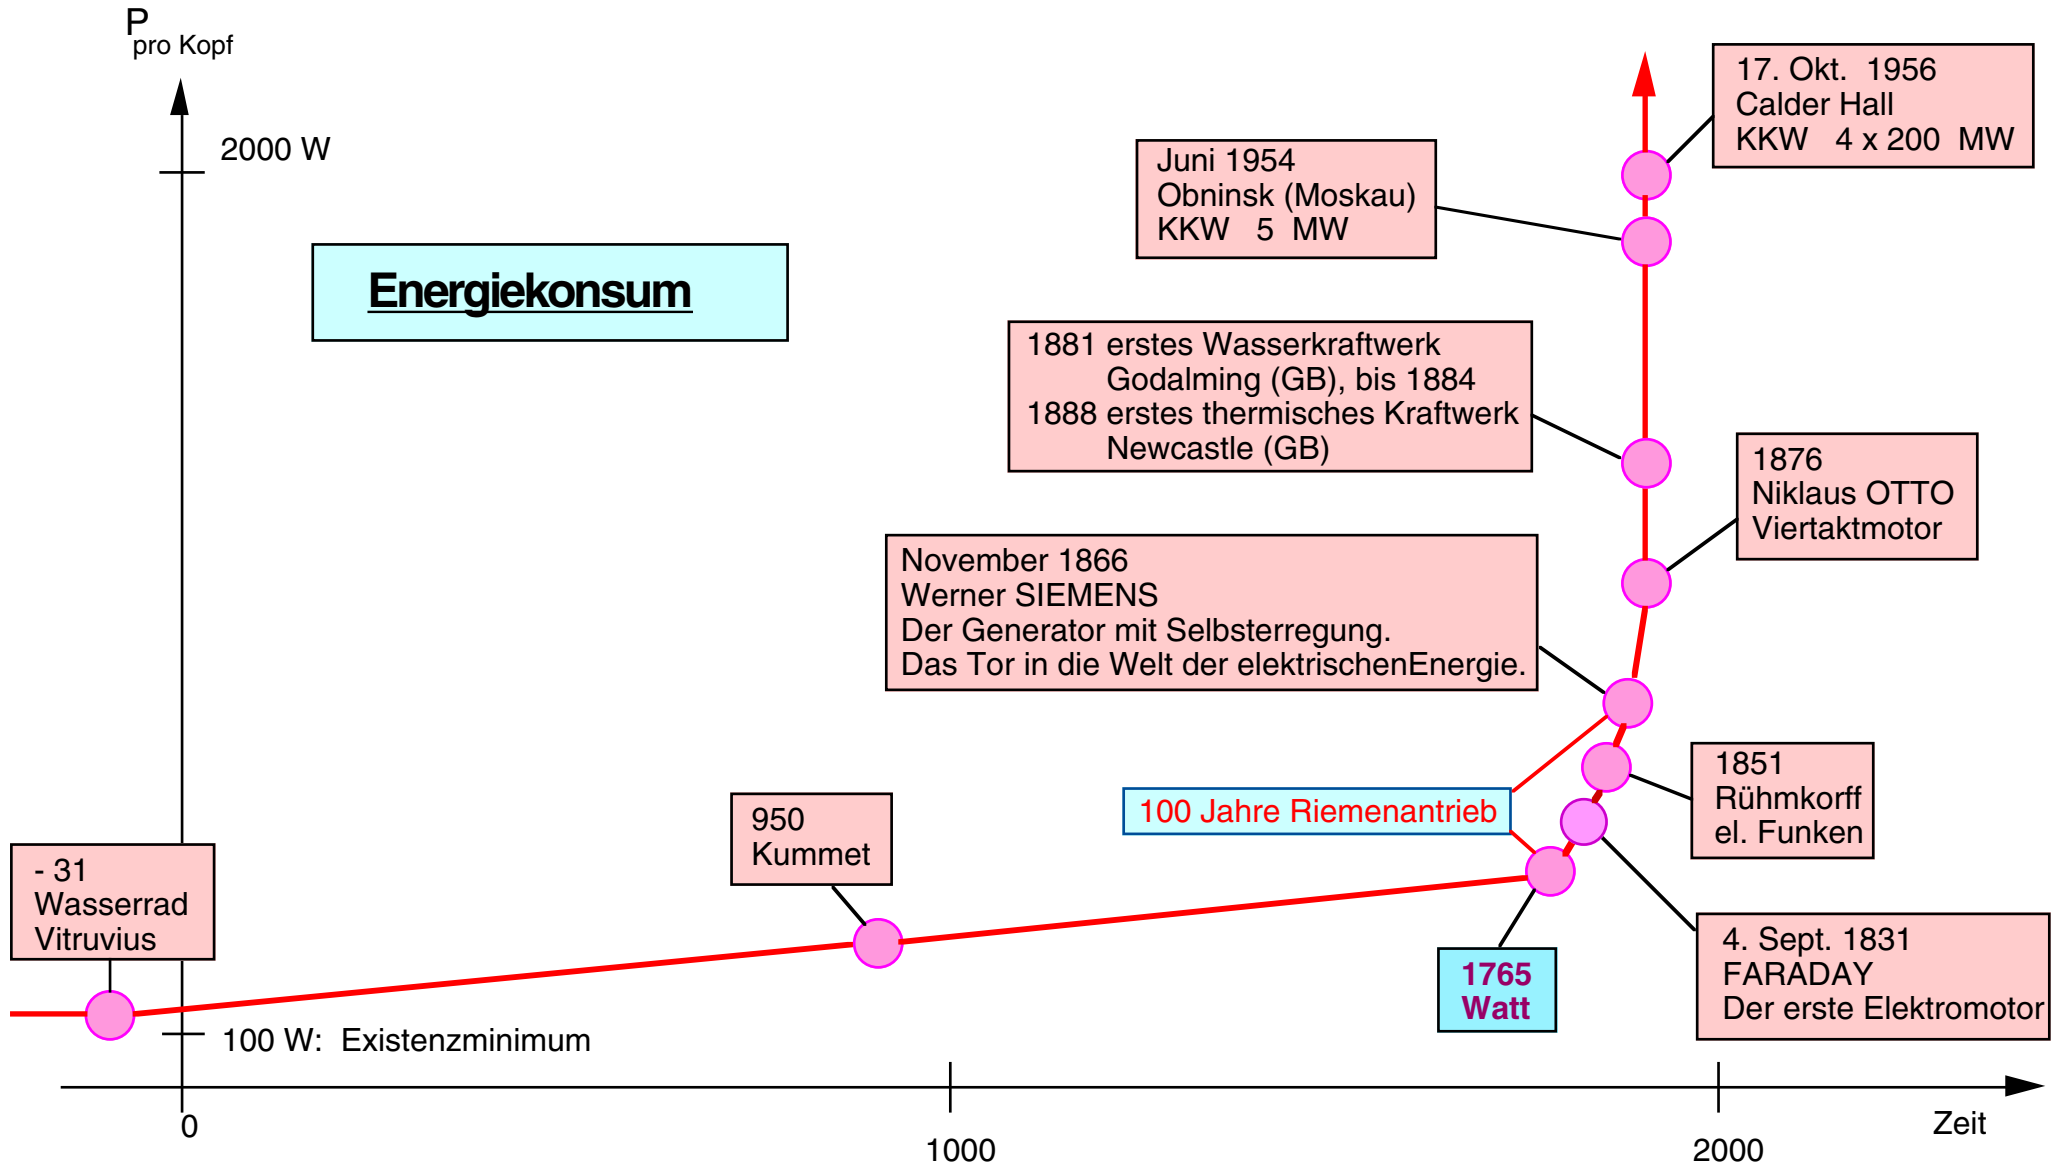 P
pro Kopf
2000 W
Energiekonsum
17. Okt. 1956
Calder Hall
KKW 4 x 200 MW
Juni 1954
Obninsk (Moskau)
KKW 5 MW
1881 erstes Wasserkraftwerk
Godalming (GB), bis 1884
1888 erstes thermisches Kraftwerk
Newcastle (GB)
1876
Niklaus OTTO
Viertaktmotor
November 1866
Werner SIEMENS
Der Generator mit Selbsterregung.
Das Tor in die Welt der elektrischenEnergie.
1851
Rühmkorff
el. Funken
100 Jahre Riemenantrieb
950
Kummet
- 31
Wasserrad
Vitruvius
4. Sept. 1831
FARADAY
Der erste Elektromotor
1765
Watt
100 W: Existenzminimum
0
1000
2000
Zeit